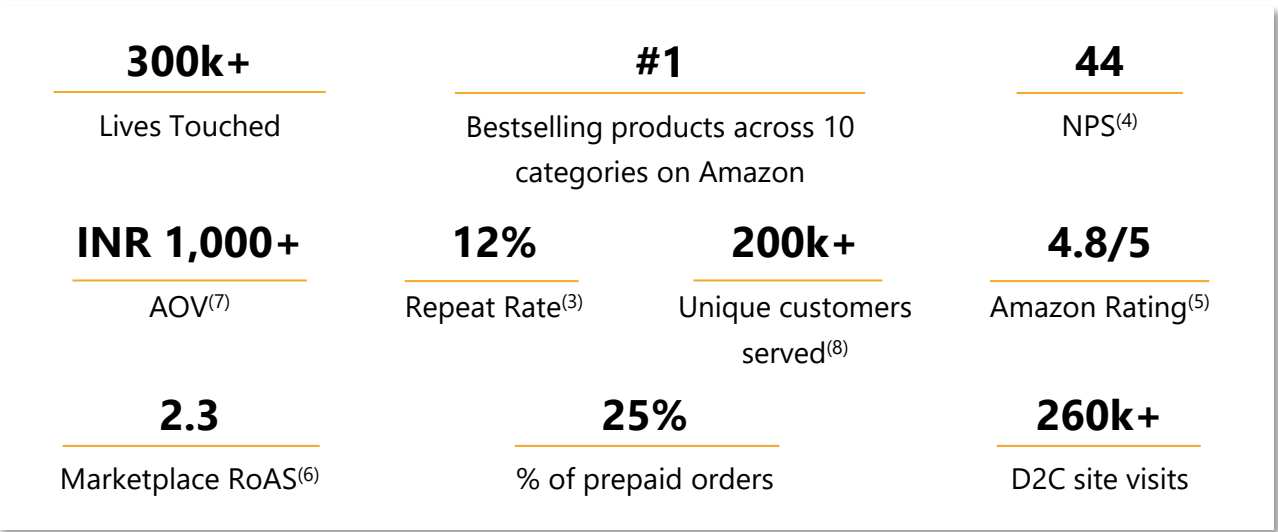 300k+
Lives Touched
#1
Bestselling products across 10
categories on Amazon
44
NPS(4)
INR 1,000+
AOV(7)
12%
Repeat Rate(3)
200k+
Unique customers
served(8)
4.8/5
Amazon Rating(5)
2.3
Marketplace RoAS(6)
25%
% of prepaid orders
260k+
D2C site visits